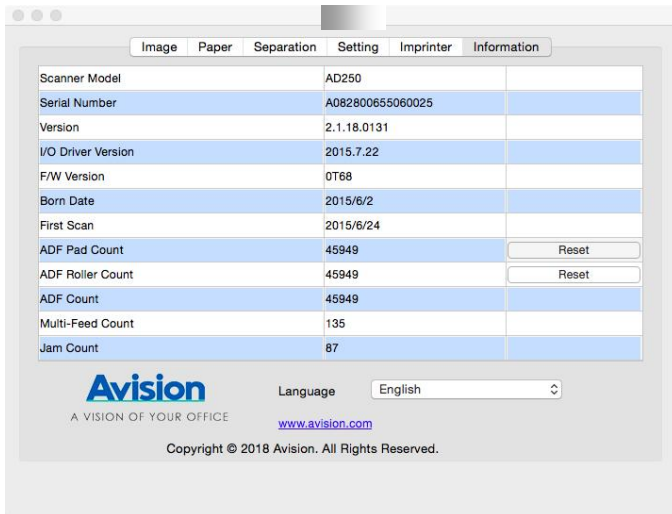 Image Paper Separation Setting Imprinter Information
Scanner Model AD250
Serial Number A082800655060025
Version 2.1.18.0131
I/O Driver Version 2015.7.22
F/W Version 0T68
Born Date 2015/6/2
First Scan 2015/6/24
ADF Pad Count 45949 Reset
ADF Roller Count 45949 Reset
ADF Count 45949
Multi-Feed Count 135
Jam Count 87
Avision
A VISION OF YOUR OFFICE
Language English
www.avision.com
Copyright © 2018 Avision. All Rights Reserved.